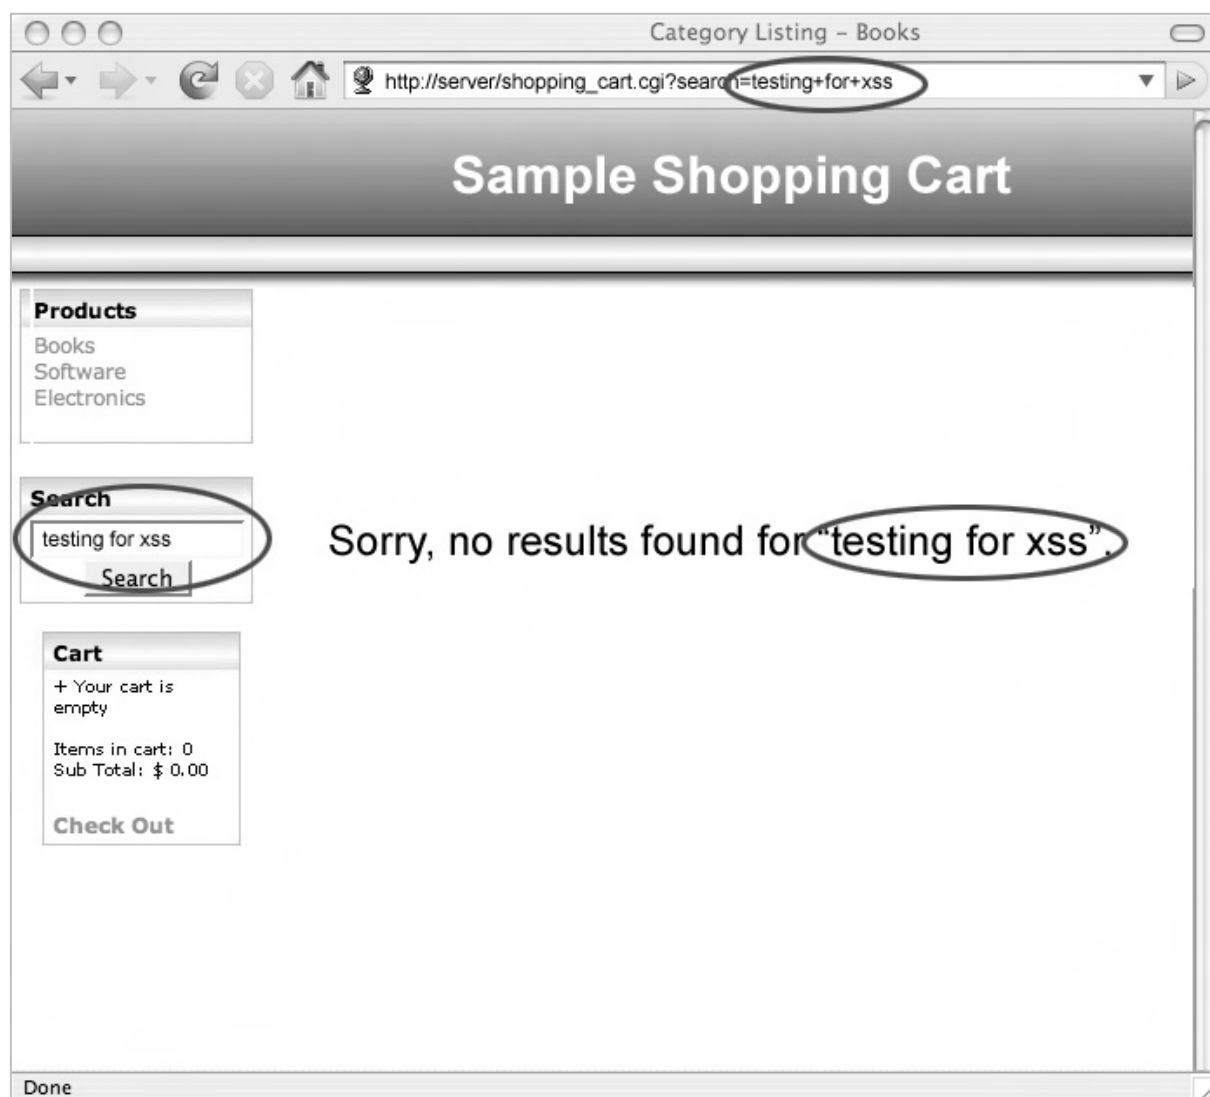 Category Listing – Books
http://server/shopping_cart.cgi?search=testing+for+xss
Sample Shopping Cart
Products
Books
Software
Electronics
Search
testing for xss
Search
Sorry, no results found for “testing for xss”.
Cart
+ Your cart is
empty
Items in cart: 0
Sub Total: $ 0.00
Check Out
Done